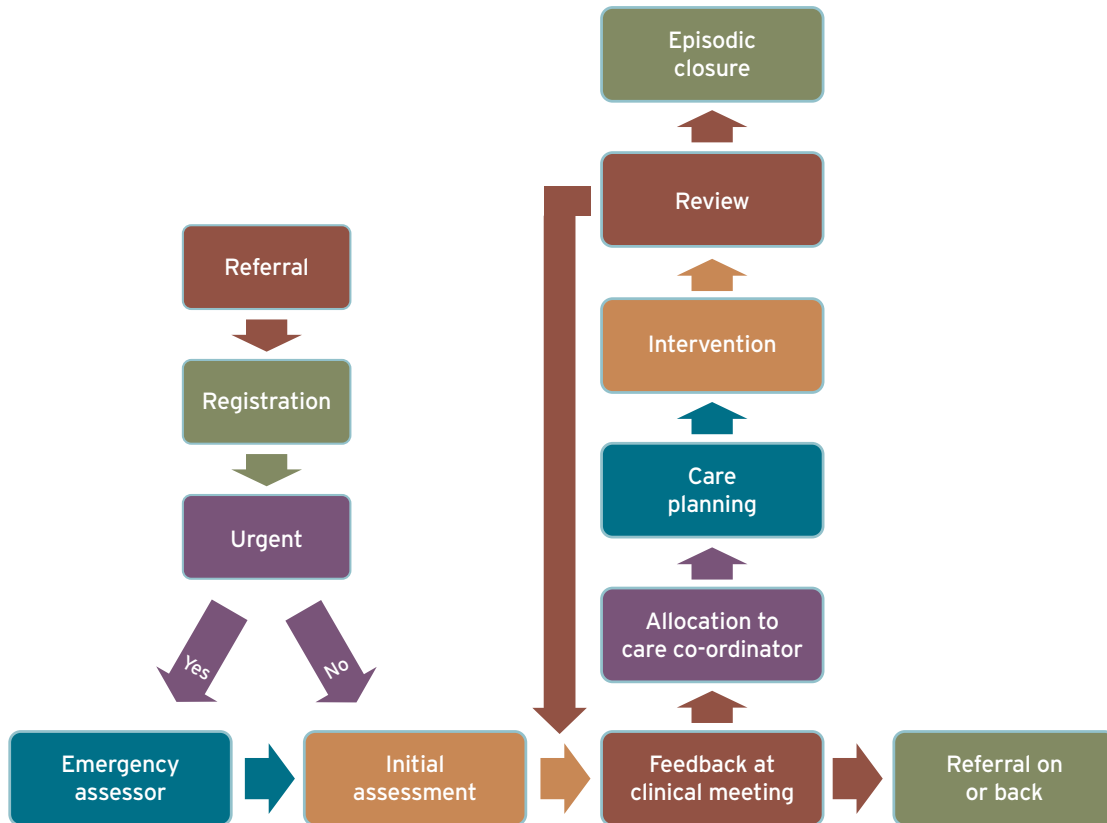 Episodic
closure
Review
Referral
Intervention
Registration
Care
planning
Urgent
Allocation to
care co-ordinator
Yes
No
Emergency
assessor
Initial
assessment
Feedback at
clinical meeting
Referral on
or back